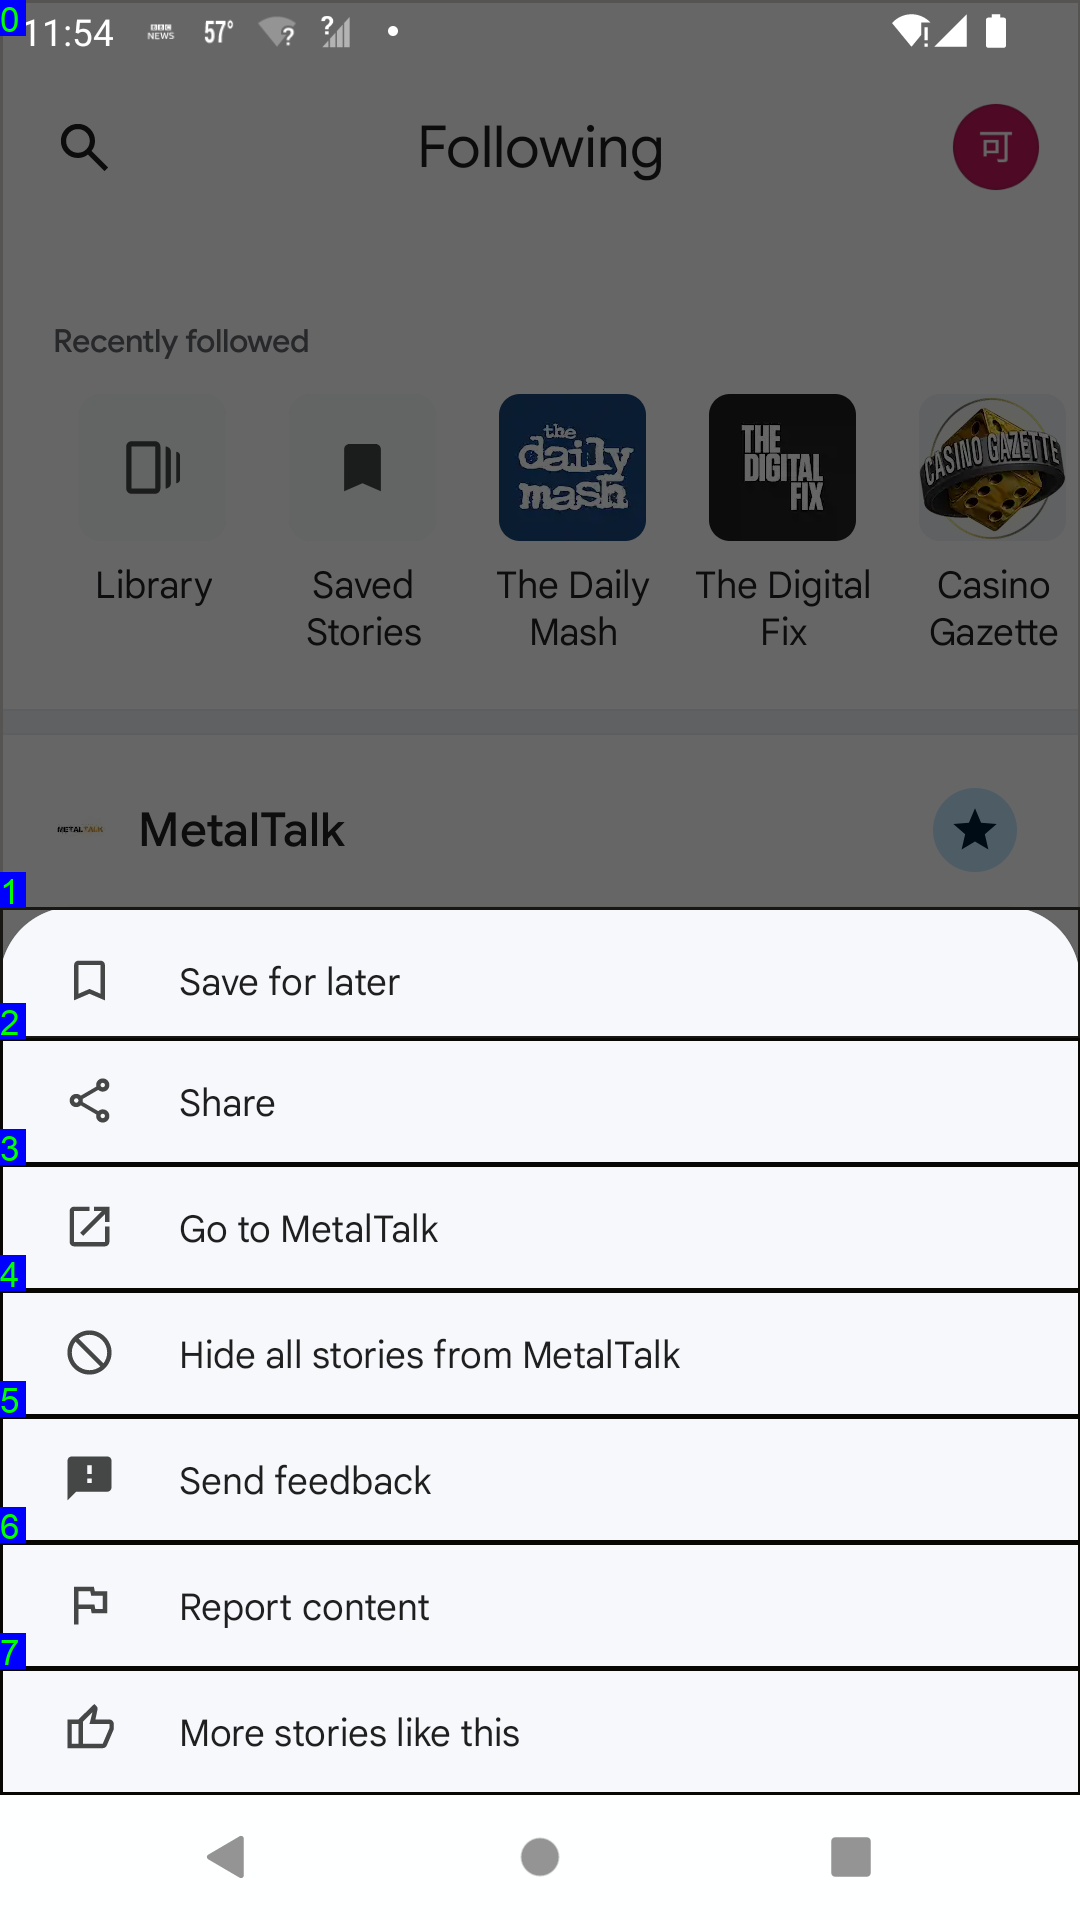 0
11:54
BBC NEWS
57°
Following
可
Recently followed
the daily mash
THE DIGITAL FIX
CASINO GAZETTE
Library
Saved Stories
The Daily Mash
The Digital Fix
Casino Gazette
METALTALK
MetalTalk
1
Save for later
2
Share
3
Go to MetalTalk
4
Hide all stories from MetalTalk
5
Send feedback
6
Report content
7
More stories like this